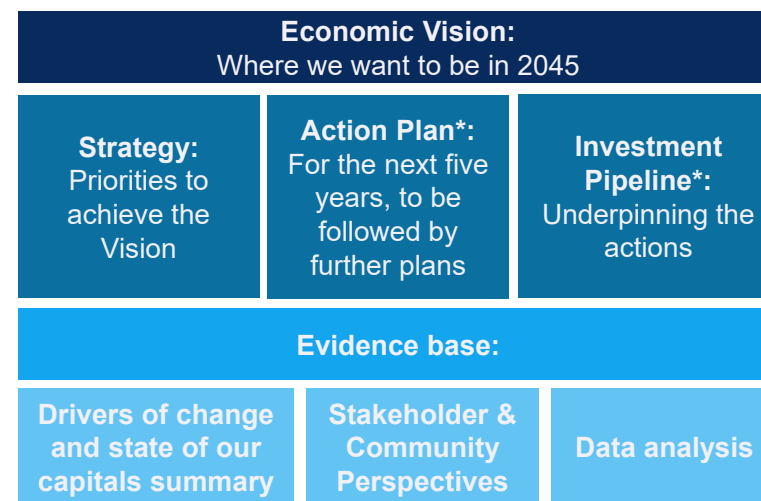 Economic Vision:
Where we want to be in 2045
Strategy:
Priorities to
achieve the
Vision
Action Plan*:
For the next five
years, to be
followed by
further plans
Investment
Pipeline*:
Underpinning the
actions
Evidence base:
Drivers of change
and state of our
capitals summary
Stakeholder &
Community
Perspectives
Data analysis